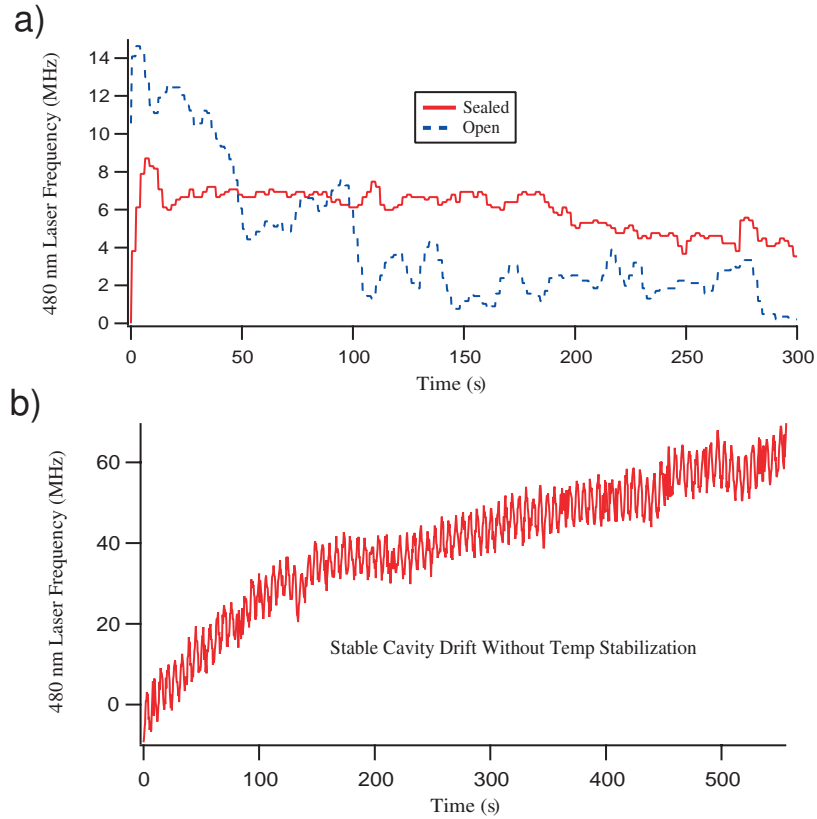 a)
480 nm Laser Frequency (MHz)
14
12
10
8
6
4
2
0
Sealed
Open
0 50 100 150 200 250 300
Time (s)
b)
480 nm Laser Frequency (MHz)
60
40
20
0
Stable Cavity Drift Without Temp Stabilization
0 100 200 300 400 500
Time (s)